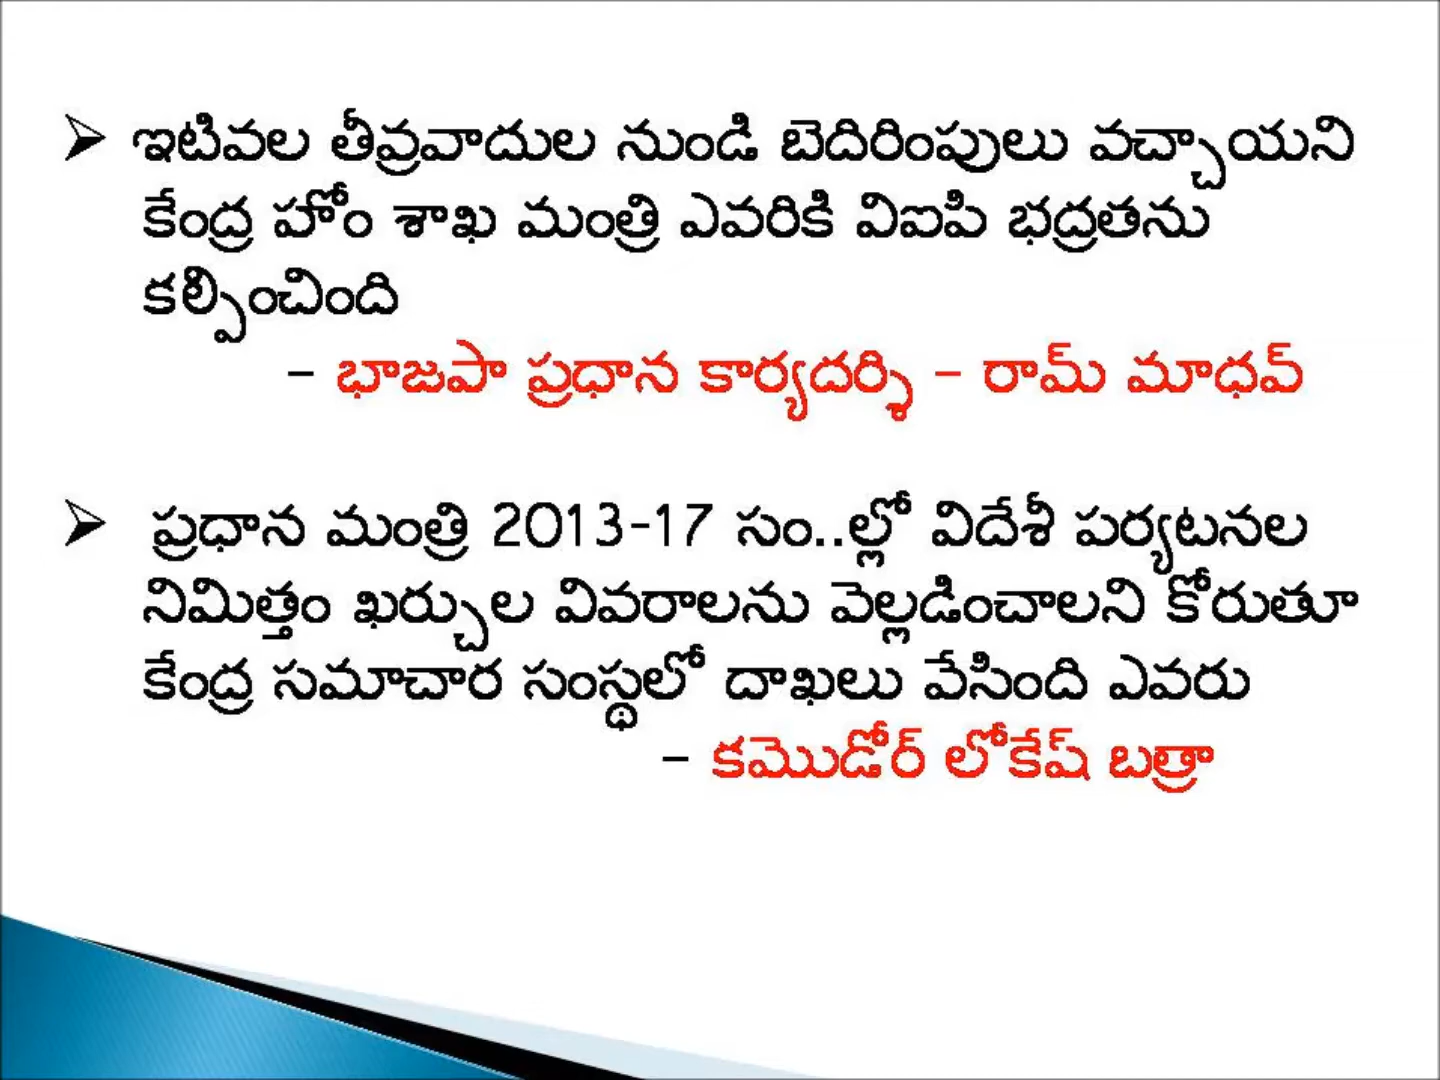 ➢ ఇటివల తీవ్రవాదుల నుండి బెదిరింపులు వచ్చాయని
కేంద్ర హోం శాఖ మంత్రి ఎవరికి విఐపి భద్రతను
కల్పించింది
- భాజపా ప్రధాన కార్యదర్శి - రామ్ మాధవ్
➢ ప్రధాన మంత్రి 2013-17 సం..ల్లో విదేశీ పర్యటనల
నిమిత్తం ఖర్చుల వివరాలను వెల్లడించాలని కోరుతూ
కేంద్ర సమాచార సంస్థలో దాఖలు వేసింది ఎవరు
- కమొడోర్ లోకేష్ బత్రా